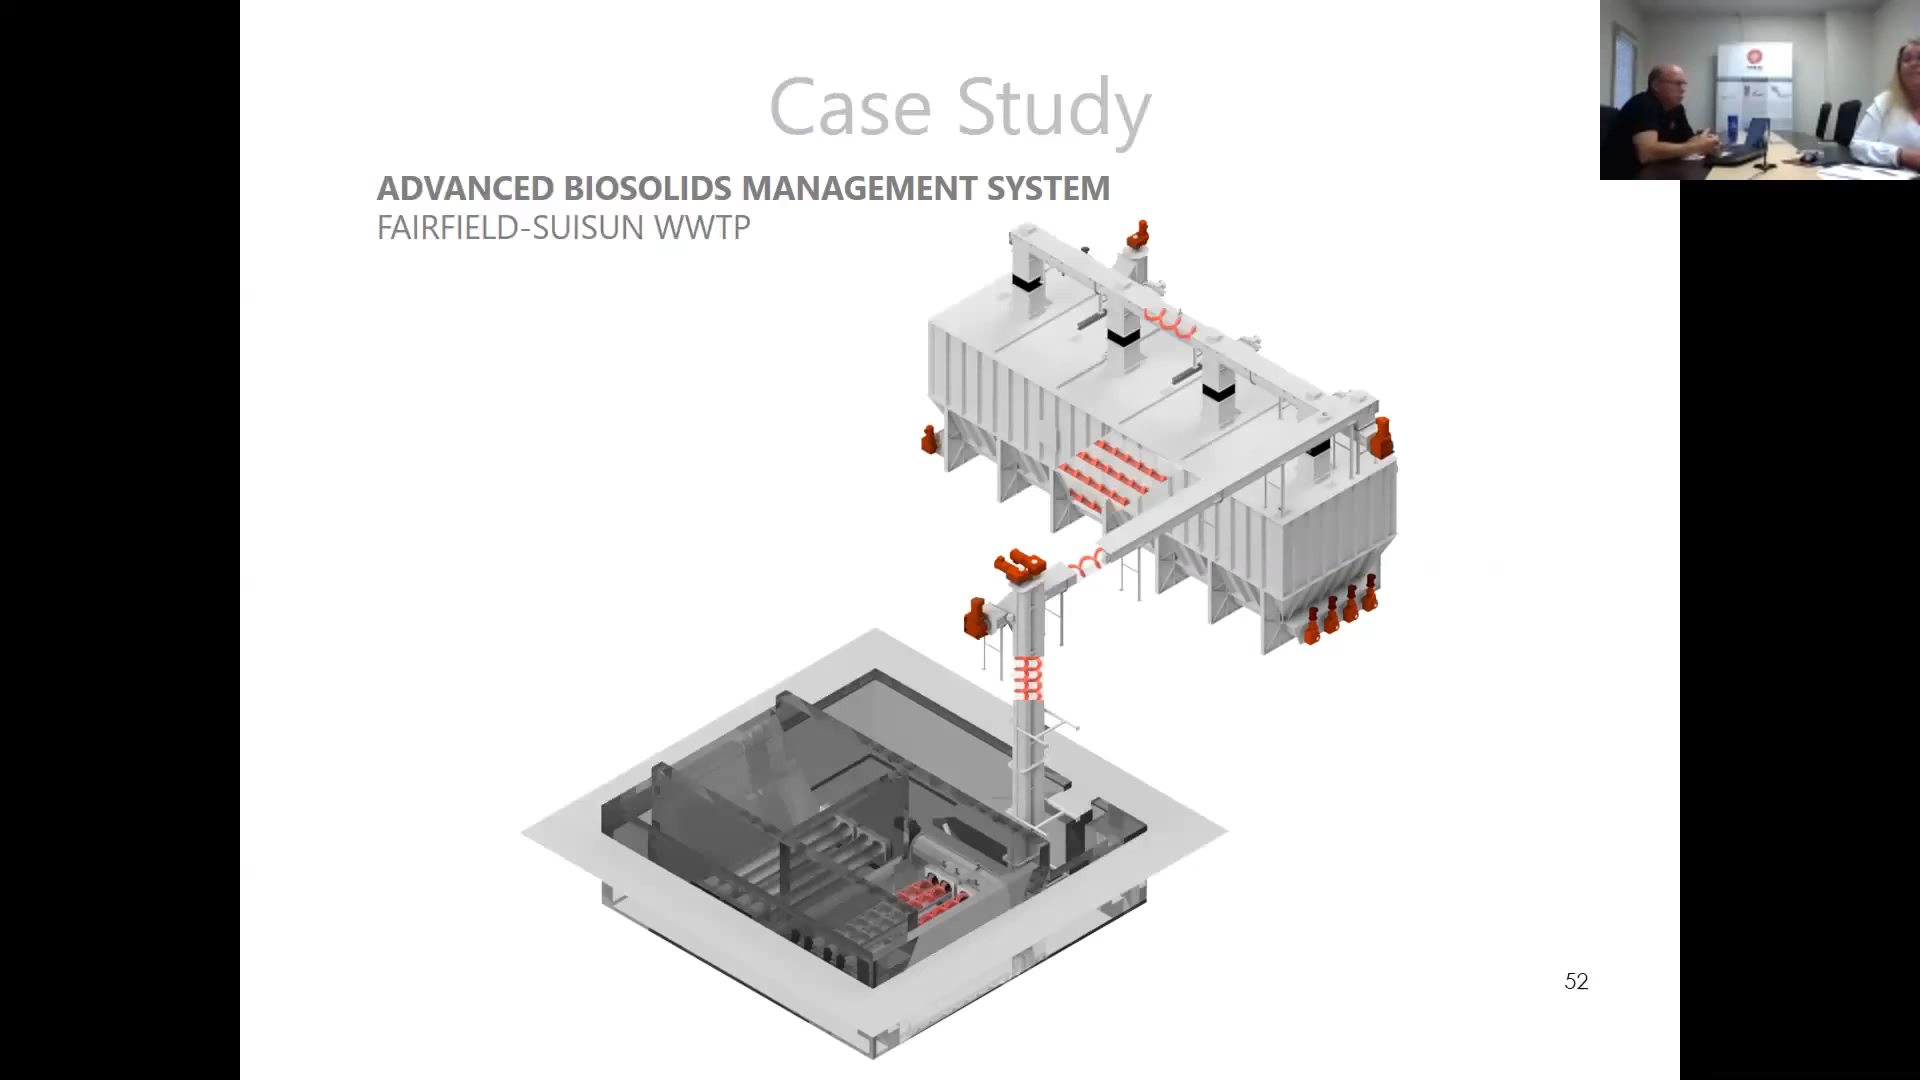 Case Study
ADVANCED BIOSOLIDS MANAGEMENT SYSTEM
FAIRFIELD-SUISUN WWTP
52